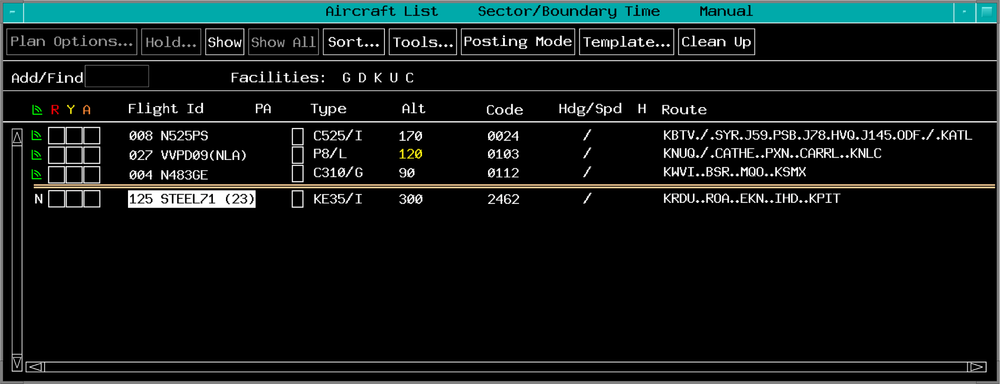 Aircraft List Sector/Boundary Time Manual
Plan Options... Hold... Show Show All Sort... Tools... Posting Mode Template... Clean Up
Add/Find Facilities: G D K U C
R Y A Flight Id PA Type Alt Code Hdg/Spd H Route
008 N525PS C525/I 170 0024 / KBTV./.SYR.J59.PSB.J78.HVQ.J145.ODF./.KATL
027 VVPD09(NLA) P8/L 120 0103 / KNUQ./.CATHE..PXN..CARRL..KNLC
004 N483GE C310/G 90 0112 / KWVI..BSR..MQO..KSMX
N 125 STEEL71 (23) KE35/I 300 2462 / KRDU..ROA..EKN..IHD..KPIT